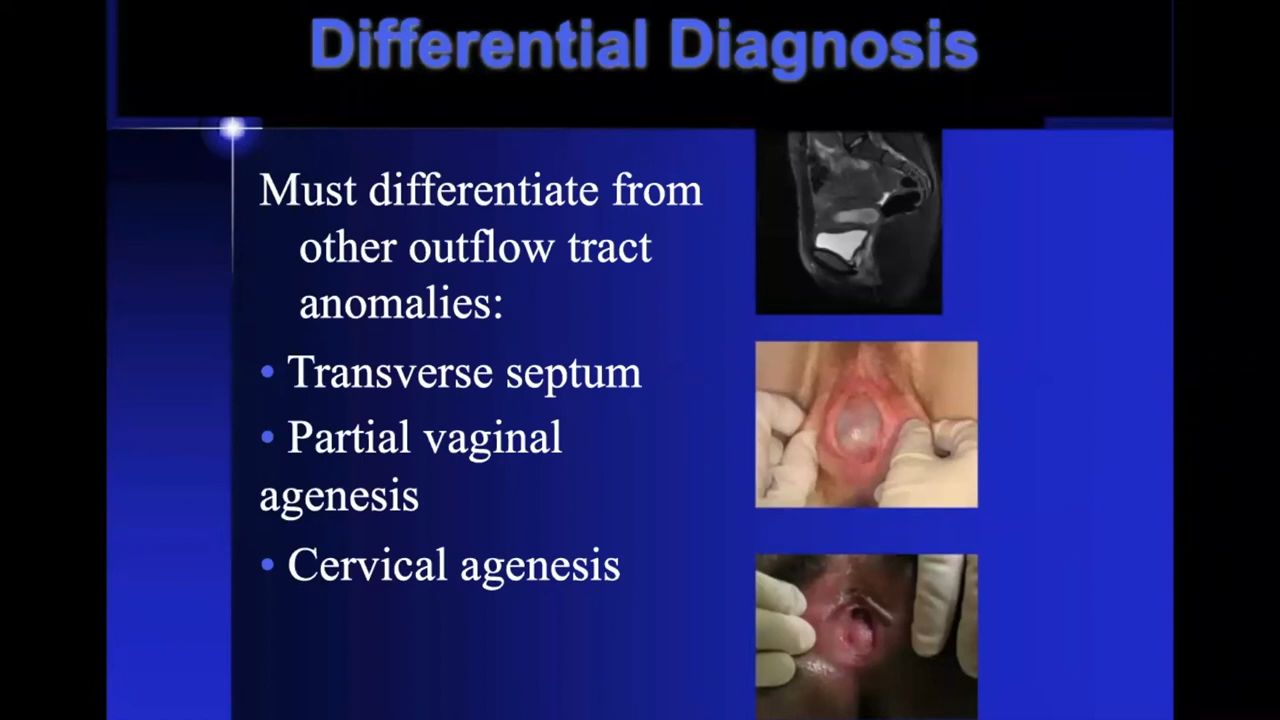 Differential Diagnosis
Must differentiate from
other outflow tract
anomalies:
• Transverse septum
• Partial vaginal
agenesis
• Cervical agenesis